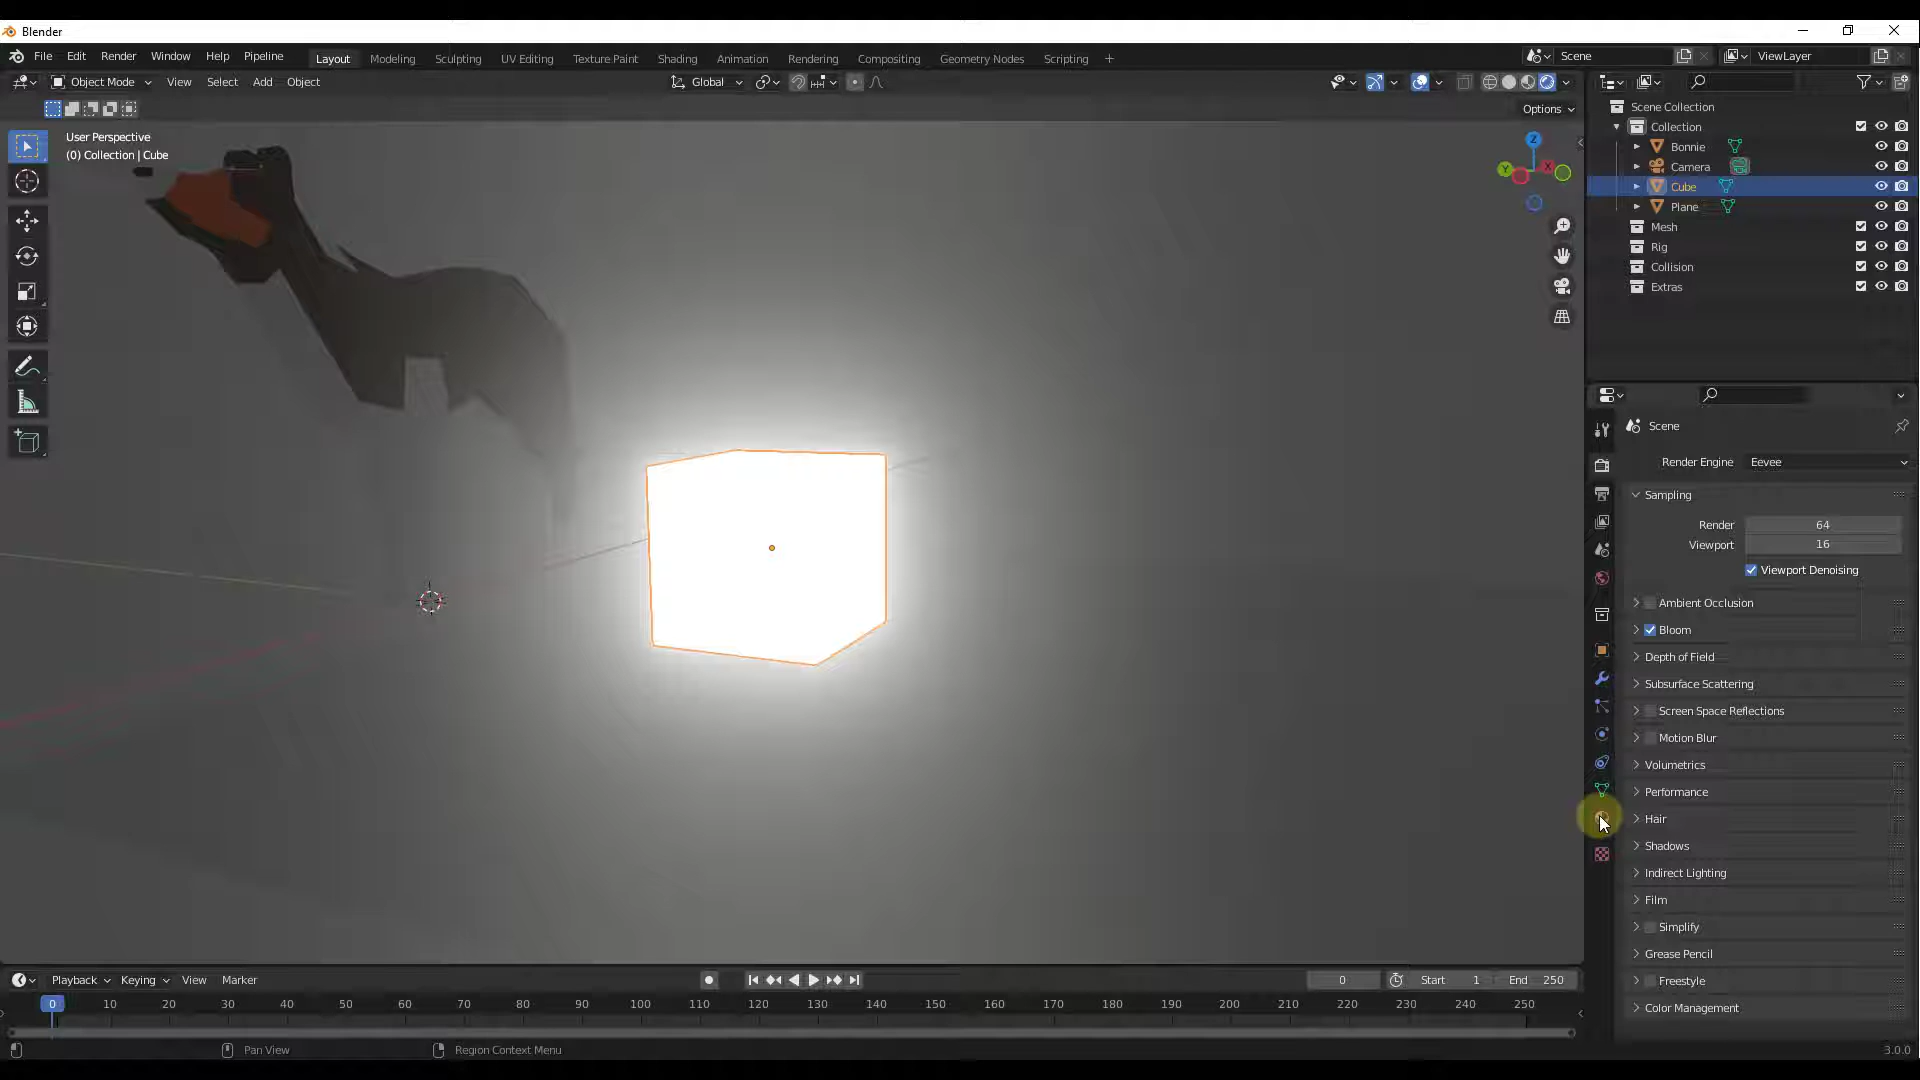 Blender
File Edit Render Window Help Pipeline
Layout Modeling Sculpting UV Editing Texture Paint Shading Animation Rendering Compositing Geometry Nodes Scripting +
Scene
ViewLayer
Object Mode View Select Add Object
Global
Options
User Perspective
(0) Collection | Cube
Z
Y
X
Scene Collection
Collection
Bonnie
Camera
Cube
Plane
Mesh
Rig
Collision
Extras
Scene
Render Engine Eevee
Sampling
Render 64
Viewport 16
Viewport Denoising
Ambient Occlusion
Bloom
Depth of Field
Subsurface Scattering
Screen Space Reflections
Motion Blur
Volumetrics
Performance
Hair
Shadows
Indirect Lighting
Film
Simplify
Grease Pencil
Freestyle
Color Management
Playback Keying View Marker
0 Start 1 End 250
0 10 20 30 40 50 60 70 80 90 100 110 120 130 140 150 160 170 180 190 200 210 220 230 240 250
Pan View
Region Context Menu
3.0.0